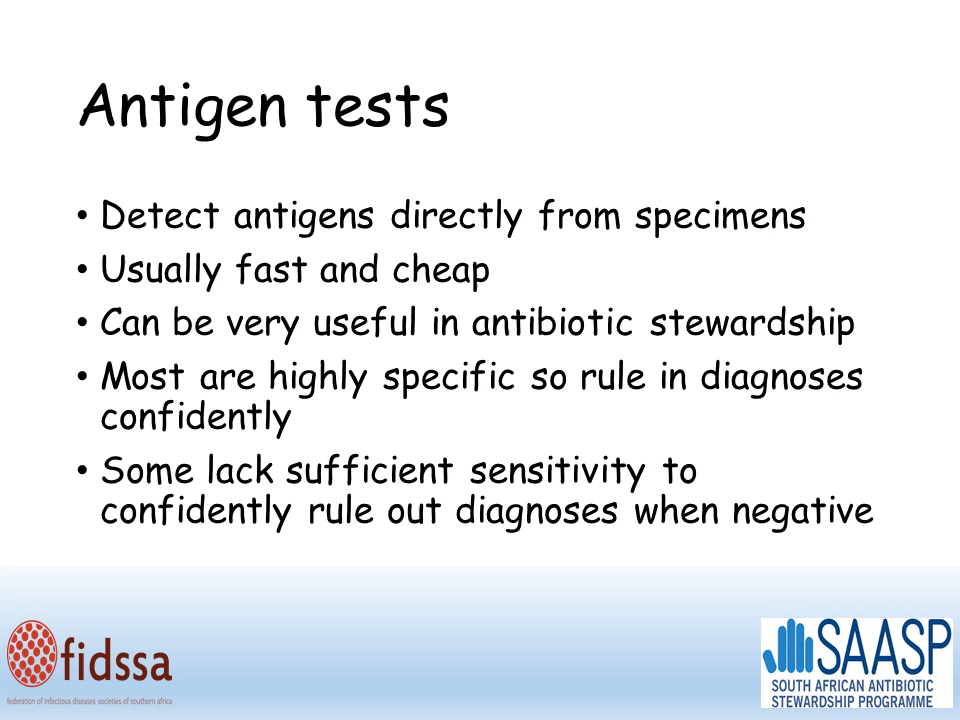 Antigen tests
• Detect antigens directly from specimens
• Usually fast and cheap
• Can be very useful in antibiotic stewardship
• Most are highly specific so rule in diagnoses
confidently
• Some lack sufficient sensitivity to
confidently rule out diagnoses when negative
fidssa
federation of infectious diseases societies of southern africa
SAASP
SOUTH AFRICAN ANTIBIOTIC
STEWARDSHIP PROGRAMME